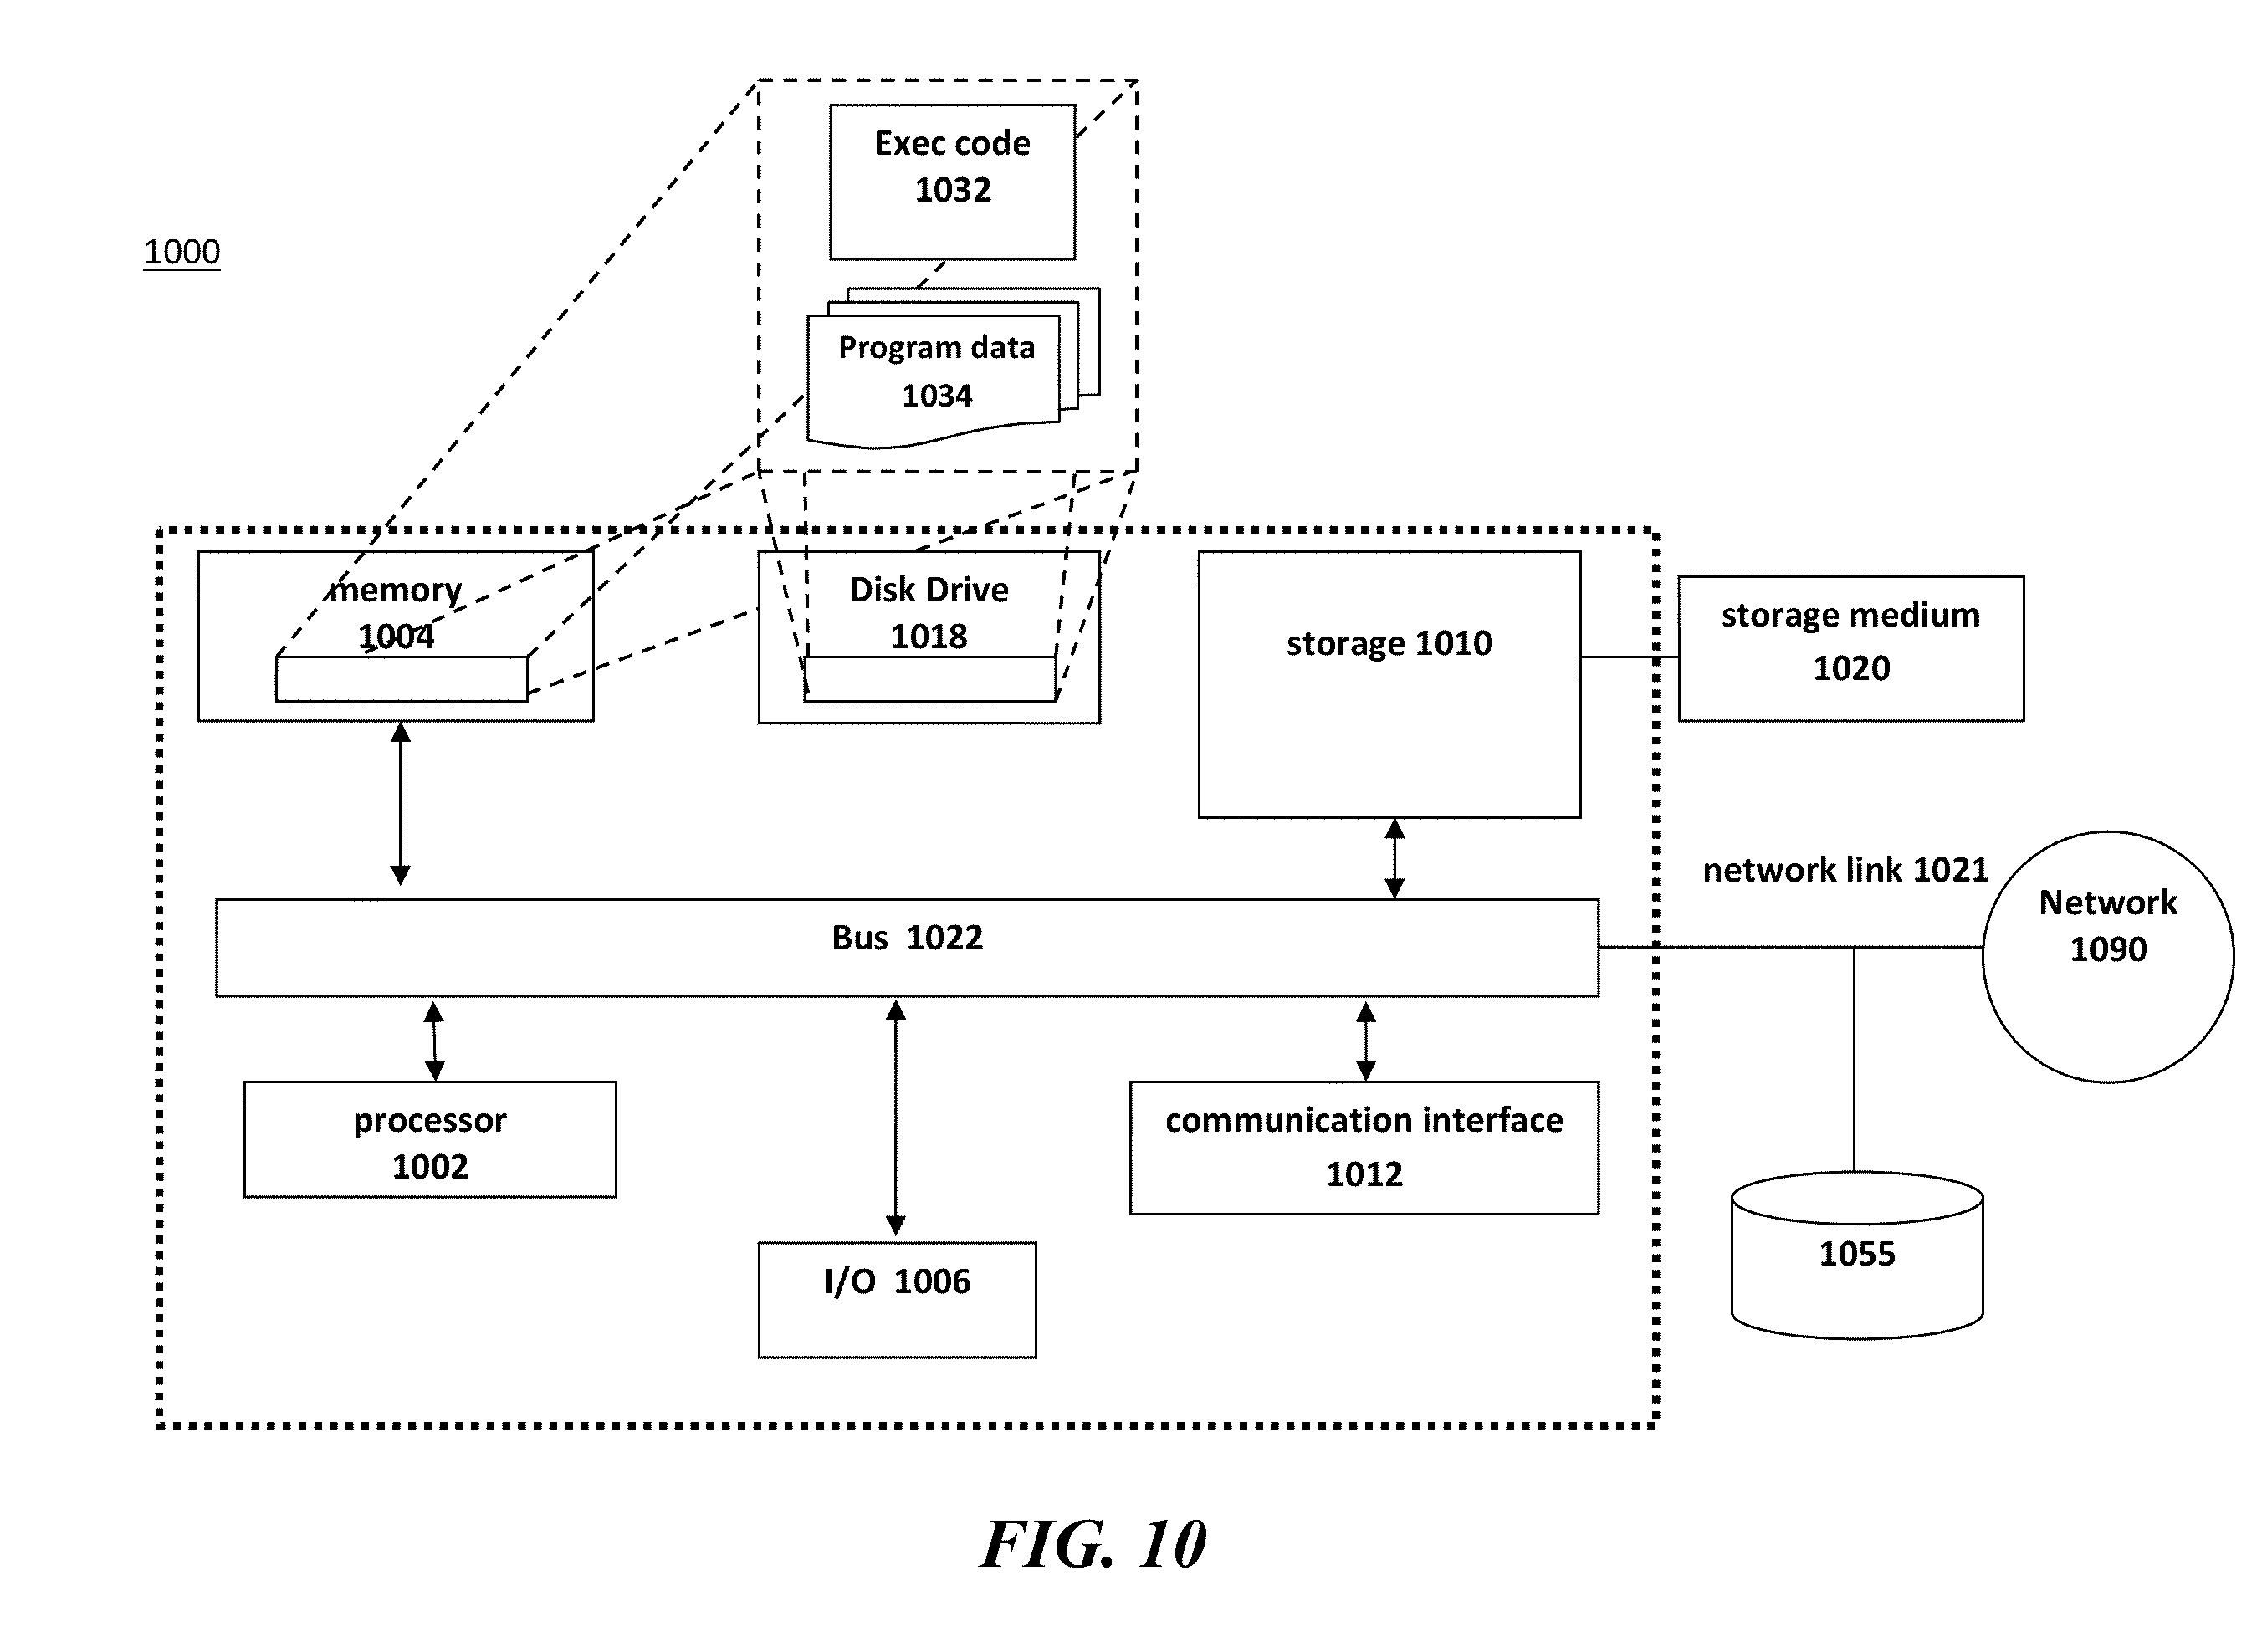 Exec code
1032
1000
Program data
1034
memory
1004
Disk Drive
1018
storage 1010
storage medium
1020
network link 1021
Network
1090
Bus 1022
processor
1002
communication interface
1012
I/O 1006
1055
FIG. 10